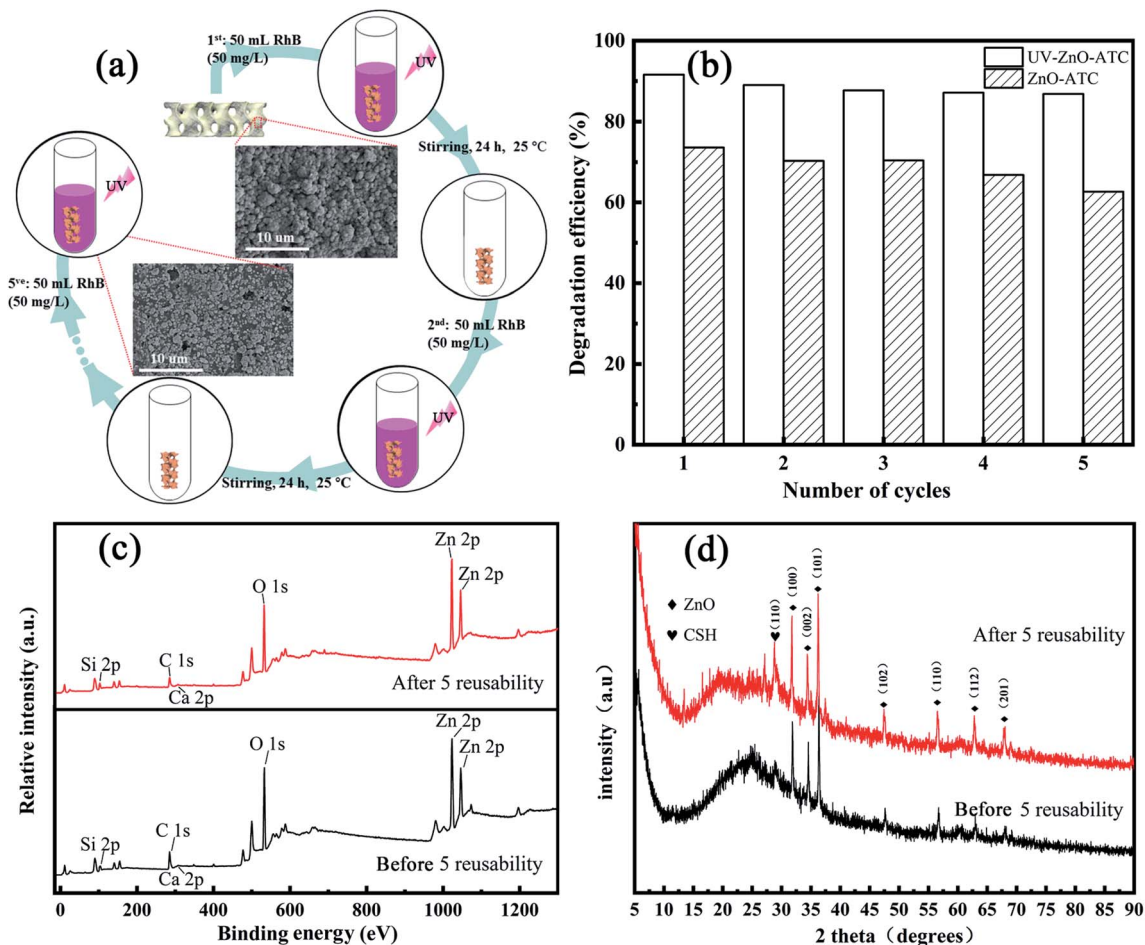 (a)
1st: 50 mL RhB
(50 mg/L)
UV
Stirring, 24 h, 25 °C
10 um
2nd: 50 mL RhB
(50 mg/L)
UV
Stirring, 24 h, 25 °C
5ve: 50 mL RhB
(50 mg/L)
UV
10 um
(b)
UV-ZnO-ATC
ZnO-ATC
Degradation efficiency (%)
100
80
60
40
20
0
1 2 3 4 5
Number of cycles
(c)
Relative intensity (a.u.)
Si 2p
C 1s
Ca 2p
O 1s
Zn 2p
Zn 2p
After 5 reusability
Si 2p
C 1s
Ca 2p
O 1s
Zn 2p
Zn 2p
Before 5 reusability
0 200 400 600 800 1000 1200
Binding energy (eV)
(d)
intensity (a.u)
ZnO
CSH
(110)
(100)
(002)
(101)
(102)
(110)
(112)
(201)
After 5 reusability
Before 5 reusability
5 10 15 20 25 30 35 40 45 50 55 60 65 70 75 80 85 90
2 theta (degrees)